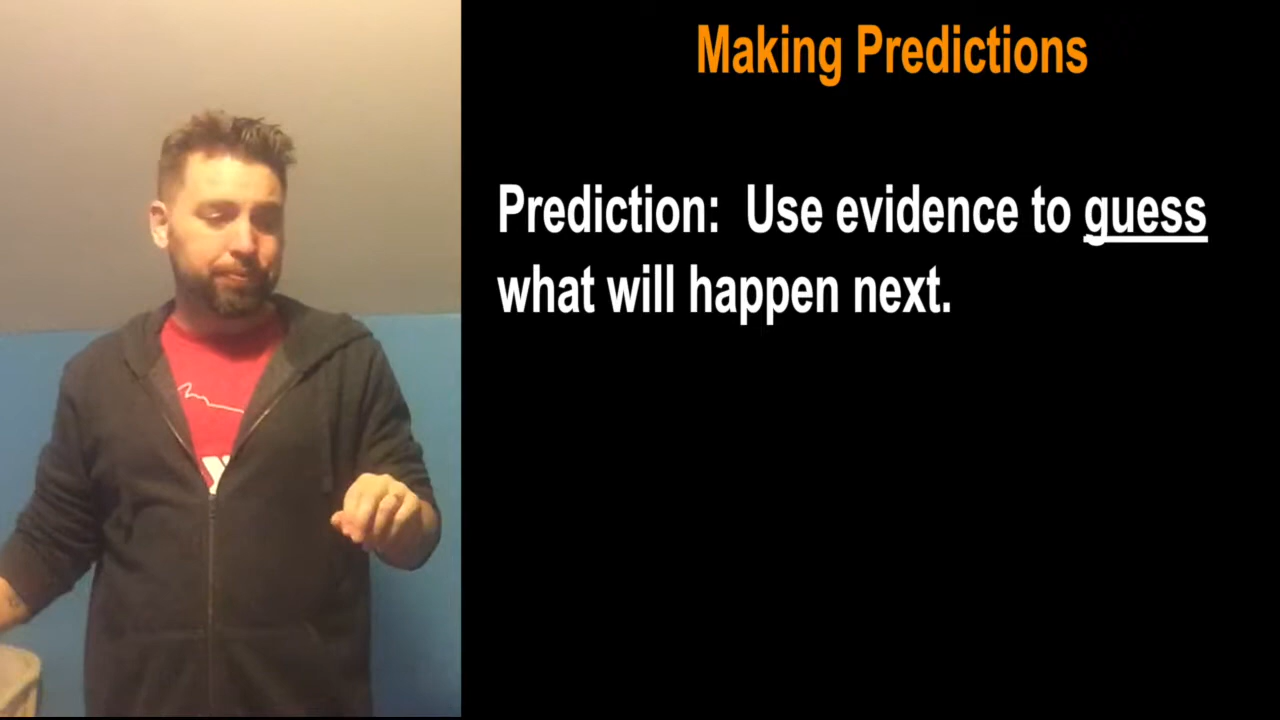 Making Predictions
Prediction: Use evidence to guess
what will happen next.